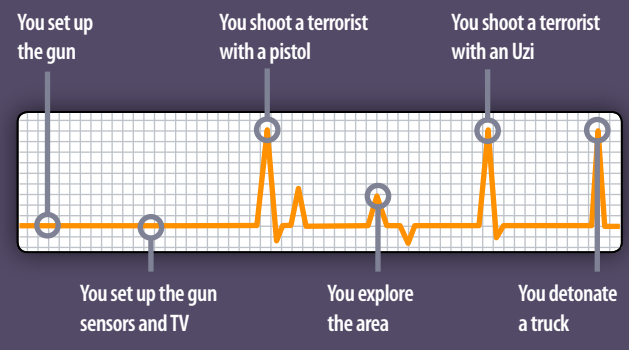 You set up
the gun
You shoot a terrorist
with a pistol
You shoot a terrorist
with an Uzi
You set up the gun
sensors and TV
You explore
the area
You detonate
a truck